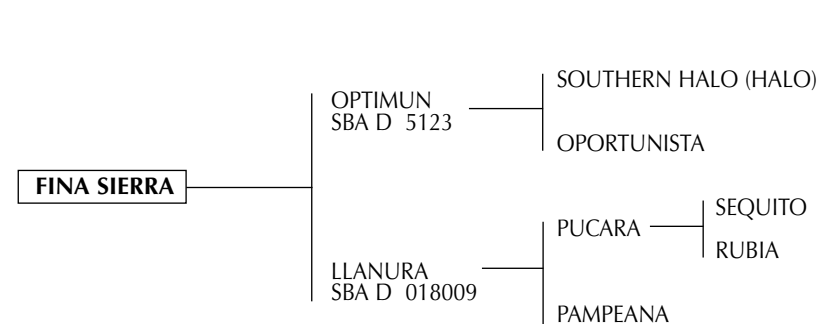 SOUTHERN HALO (HALO)
OPTIMUN
SBA D 5123
OPORTUNISTA
FINA SIERRA
SEQUITO
PUCARA
RUBIA
LLANURA
SBA D 018009
PAMPEANA